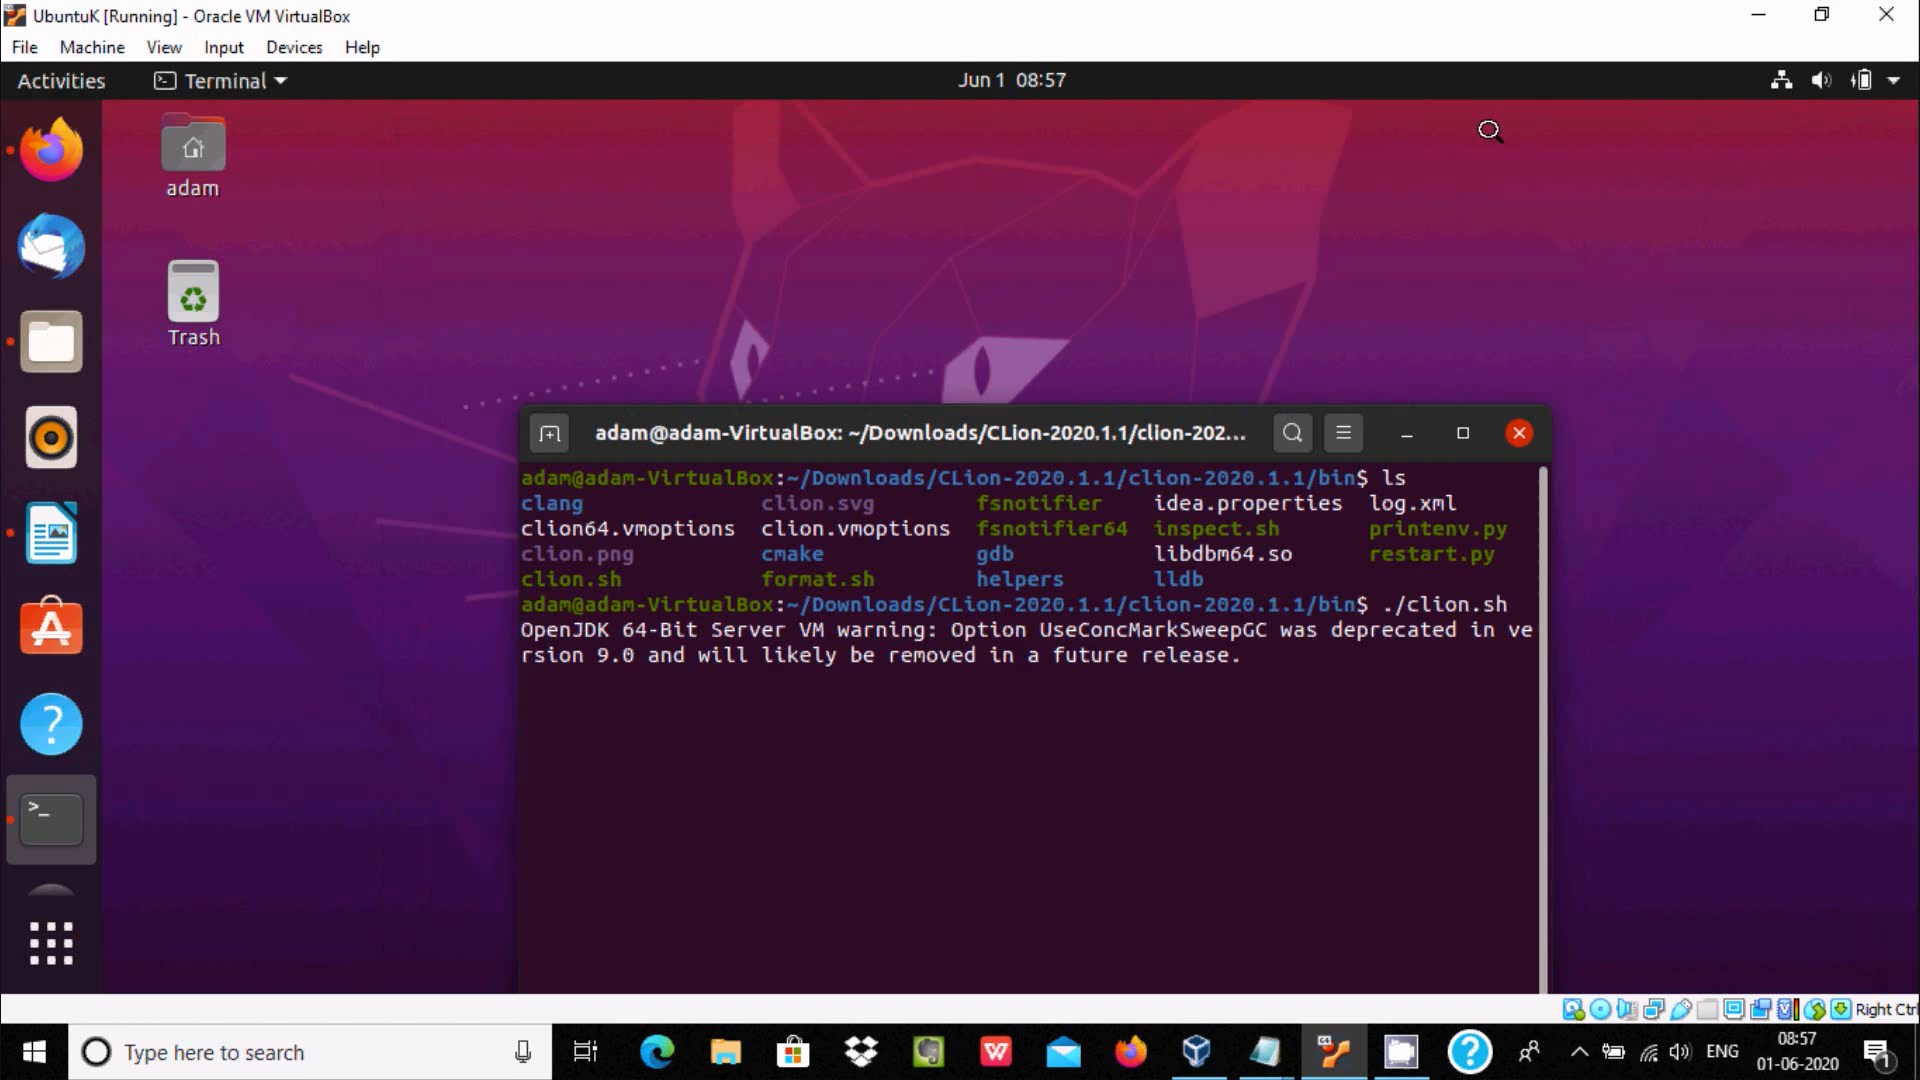 UbuntuK [Running] - Oracle VM VirtualBox
File Machine View Input Devices Help
Activities Terminal Jun 1 08:57
adam
Trash
adam@adam-VirtualBox: ~/Downloads/CLion-2020.1.1/clion-202...
adam@adam-VirtualBox:~/Downloads/CLion-2020.1.1/clion-2020.1.1/bin$ ls
clang clion.svg fsnotifier idea.properties log.xml
clion64.vmoptions clion.vmoptions fsnotifier64 inspect.sh printenv.py
clion.png cmake gdb libdbm64.so restart.py
clion.sh format.sh helpers lldb
adam@adam-VirtualBox:~/Downloads/CLion-2020.1.1/clion-2020.1.1/bin$ ./clion.sh
OpenJDK 64-Bit Server VM warning: Option UseConcMarkSweepGC was deprecated in ve
rsion 9.0 and will likely be removed in a future release.
Right Ctrl
Type here to search
ENG
08:57
01-06-2020
1